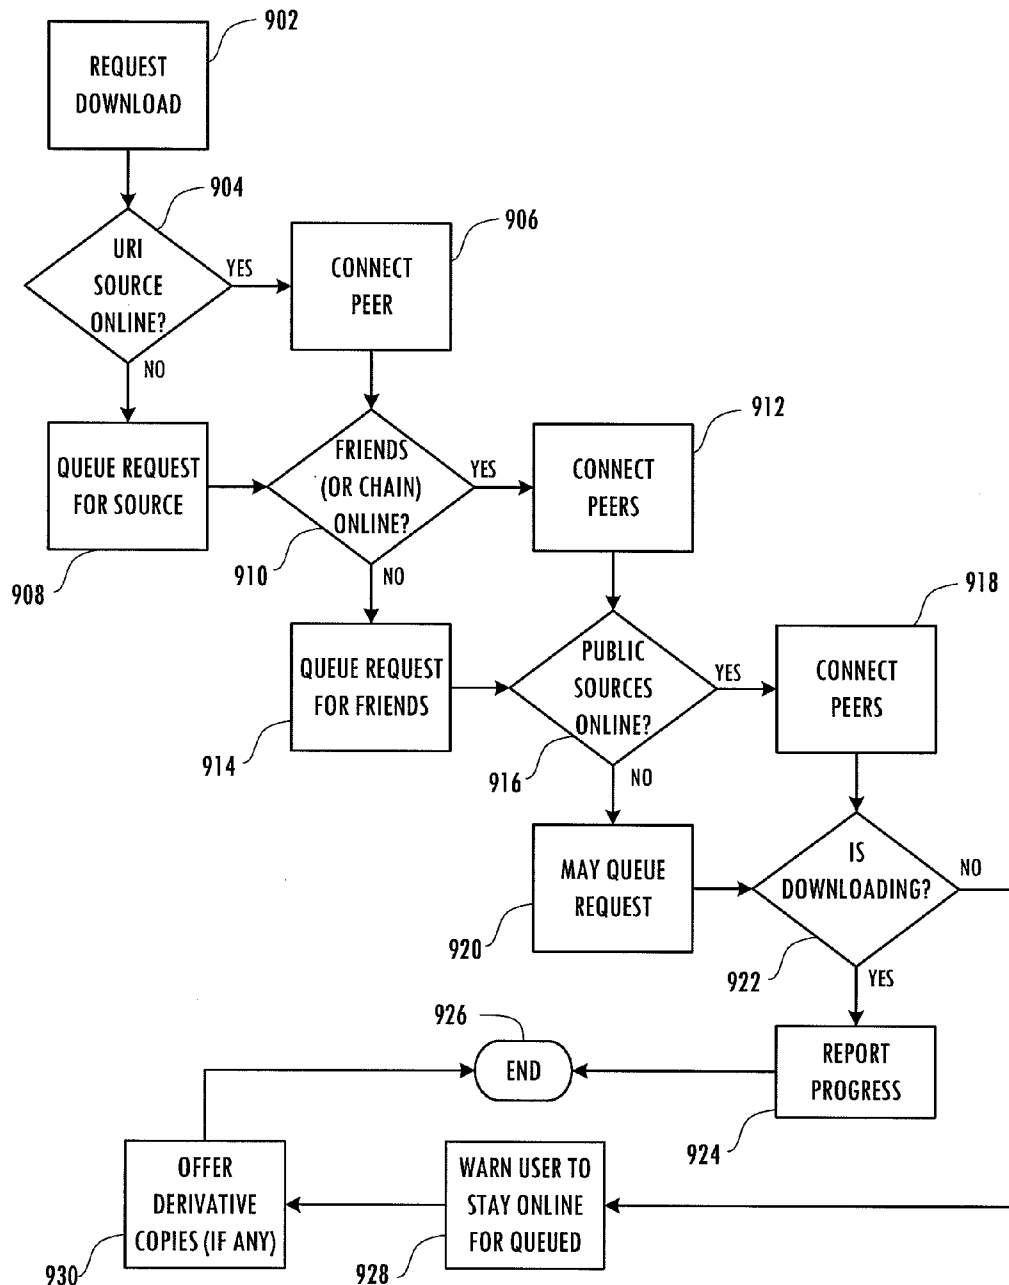 902
REQUEST
DOWNLOAD
904
URI
SOURCE
ONLINE?
YES
NO
906
CONNECT
PEER
QUEUE REQUEST
FOR SOURCE
908
FRIENDS
(OR CHAIN)
ONLINE?
910
YES
NO
912
CONNECT
PEERS
QUEUE REQUEST
FOR FRIENDS
914
PUBLIC
SOURCES
ONLINE?
916
YES
NO
918
CONNECT
PEERS
MAY QUEUE
REQUEST
920
IS
DOWNLOADING?
922
NO
YES
926
END
REPORT
PROGRESS
924
OFFER
DERIVATIVE
COPIES (IF ANY)
930
WARN USER TO
STAY ONLINE
FOR QUEUED
928